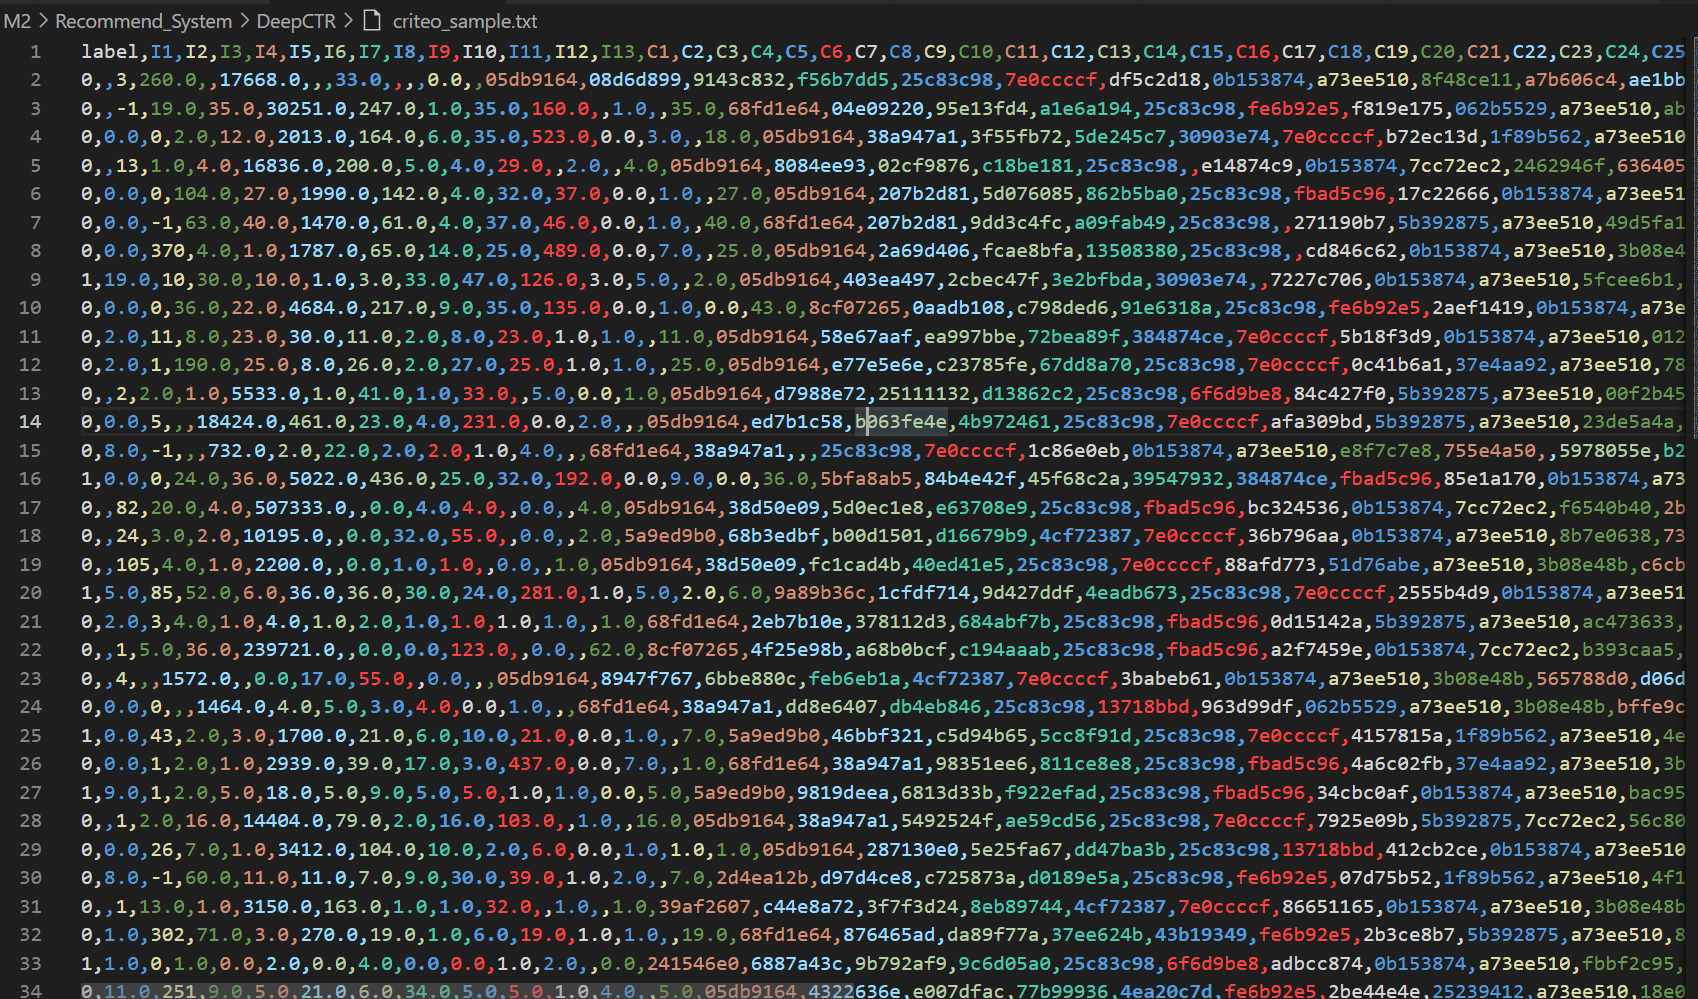 M2 > Recommend_System > DeepCTR > criteo_sample.txt
1 label,I1,I2,I3,I4,I5,I6,I7,I8,I9,I10,I11,I12,I13,C1,C2,C3,C4,C5,C6,C7,C8,C9,C10,C11,C12,C13,C14,C15,C16,C17,C18,C19,C20,C21,C22,C23,C24,C25
2 0,,3,260.0,,17668.0,,,33.0,,,,0.0,,05db9164,08d6d899,9143c832,f56b7dd5,25c83c98,7e0ccccf,df5c2d18,0b153874,a73ee510,8f48ce11,a7b606c4,ae1bb
3 0,,-1,19.0,35.0,30251.0,247.0,1.0,35.0,160.0,,1.0,,35.0,68fd1e64,04e09220,95e13fd4,a1e6a194,25c83c98,fe6b92e5,f819e175,062b5529,a73ee510,ab
4 0,0.0,0,2.0,12.0,2013.0,164.0,6.0,35.0,523.0,0.0,3.0,,18.0,05db9164,38a947a1,3f55fb72,5de245c7,30903e74,7e0ccccf,b72ec13d,1f89b562,a73ee510
5 0,,13,1.0,4.0,16836.0,200.0,5.0,4.0,29.0,,2.0,,4.0,05db9164,8084ee93,02cf9876,c18be181,25c83c98,,e14874c9,0b153874,7cc72ec2,2462946f,636405
6 0,0.0,0,104.0,27.0,1990.0,142.0,4.0,32.0,37.0,0.0,1.0,,27.0,05db9164,207b2d81,5d076085,862b5ba0,25c83c98,fbad5c96,17c22666,0b153874,a73ee51
7 0,0.0,-1,63.0,40.0,1470.0,61.0,4.0,37.0,46.0,0.0,1.0,,40.0,68fd1e64,207b2d81,9dd3c4fc,a09fab49,25c83c98,,271190b7,5b392875,a73ee510,49d5fa1
8 0,0.0,370,4.0,1.0,1787.0,65.0,14.0,25.0,489.0,0.0,7.0,,25.0,05db9164,2a69d406,fcae8bfa,13508380,25c83c98,,cd846c62,0b153874,a73ee510,3b08e4
9 1,19.0,10,30.0,10.0,1.0,3.0,33.0,47.0,126.0,3.0,5.0,,2.0,05db9164,403ea497,2cbec47f,3e2bfbda,30903e74,,7227c706,0b153874,a73ee510,5fcee6b1,
10 0,0.0,0,36.0,22.0,4684.0,217.0,9.0,35.0,135.0,0.0,1.0,0.0,43.0,8cf07265,0aadb108,c798ded6,91e6318a,25c83c98,fe6b92e5,2aef1419,0b153874,a73e
11 0,2.0,11,8.0,23.0,30.0,11.0,2.0,8.0,23.0,1.0,1.0,,11.0,05db9164,58e67aaf,ea997bbe,72bea89f,384874ce,7e0ccccf,5b18f3d9,0b153874,a73ee510,012
12 0,2.0,1,190.0,25.0,8.0,26.0,2.0,27.0,25.0,1.0,1.0,,25.0,05db9164,e77e5e6e,c23785fe,67dd8a70,25c83c98,7e0ccccf,0c41b6a1,37e4aa92,a73ee510,78
13 0,,2,2.0,1.0,5533.0,1.0,41.0,1.0,33.0,,5.0,0.0,1.0,05db9164,d7988e72,25111132,d13862c2,25c83c98,6f6d9be8,84c427f0,5b392875,a73ee510,00f2b45
14 0,0.0,5,,,18424.0,461.0,23.0,4.0,231.0,0.0,2.0,,,05db9164,ed7b1c58,b063fe4e,4b972461,25c83c98,7e0ccccf,afa309bd,5b392875,a73ee510,23de5a4a,
15 0,8.0,-1,,,732.0,2.0,22.0,2.0,2.0,1.0,4.0,,,68fd1e64,38a947a1,,,25c83c98,7e0ccccf,1c86e0eb,0b153874,a73ee510,e8f7c7e8,755e4a50,,5978055e,b2
16 1,0.0,0,24.0,36.0,5022.0,436.0,25.0,32.0,192.0,0.0,9.0,0.0,36.0,5bfa8ab5,84b4e42f,45f68c2a,39547932,384874ce,fbad5c96,85e1a170,0b153874,a73
17 0,,82,20.0,4.0,507333.0,,0.0,4.0,4.0,,0.0,,4.0,05db9164,38d50e09,5d0ec1e8,e63708e9,25c83c98,fbad5c96,bc324536,0b153874,7cc72ec2,f6540b40,2b
18 0,,24,3.0,2.0,10195.0,,0.0,32.0,55.0,,0.0,,2.0,5a9ed9b0,68b3edbf,b00d1501,d16679b9,4cf72387,7e0ccccf,36b796aa,0b153874,a73ee510,8b7e0638,73
19 0,,105,4.0,1.0,2200.0,,0.0,1.0,1.0,,0.0,,1.0,05db9164,38d50e09,fc1cad4b,40ed41e5,25c83c98,7e0ccccf,88afd773,51d76abe,a73ee510,3b08e48b,c6cb
20 1,5.0,85,52.0,6.0,36.0,36.0,30.0,24.0,281.0,1.0,5.0,2.0,6.0,9a89b36c,1cfdf714,9d427ddf,4eadb673,25c83c98,7e0ccccf,2555b4d9,0b153874,a73ee51
21 0,2.0,3,4.0,1.0,4.0,1.0,2.0,1.0,1.0,1.0,1.0,,1.0,68fd1e64,2eb7b10e,378112d3,684abf7b,25c83c98,fbad5c96,0d15142a,5b392875,a73ee510,ac473633,
22 0,,1,5.0,36.0,239721.0,,0.0,0.0,123.0,,0.0,,62.0,8cf07265,4f25e98b,a68b0bcf,c194aaab,25c83c98,fbad5c96,a2f7459e,0b153874,7cc72ec2,b393caa5,
23 0,,4,,,1572.0,,0.0,17.0,55.0,,0.0,,,05db9164,8947f767,6bbe880c,feb6eb1a,4cf72387,7e0ccccf,3babeb61,0b153874,a73ee510,3b08e48b,565788d0,d06d
24 0,0.0,0,,,1464.0,4.0,5.0,3.0,4.0,0.0,1.0,,,68fd1e64,38a947a1,dd8e6407,db4eb846,25c83c98,13718bbd,963d99df,062b5529,a73ee510,3b08e48b,bffe9c
25 1,0.0,43,2.0,3.0,1700.0,21.0,6.0,10.0,21.0,0.0,1.0,,7.0,5a9ed9b0,46bbf321,c5d94b65,5cc8f91d,25c83c98,7e0ccccf,4157815a,1f89b562,a73ee510,4e
26 0,0.0,1,2.0,1.0,2939.0,39.0,17.0,3.0,437.0,0.0,7.0,,1.0,68fd1e64,38a947a1,98351ee6,811ce8e8,25c83c98,fbad5c96,4a6c02fb,37e4aa92,a73ee510,3b
27 1,9.0,1,2.0,5.0,18.0,5.0,9.0,5.0,5.0,1.0,1.0,0.0,5.0,5a9ed9b0,9819deea,6813d33b,f922efad,25c83c98,fbad5c96,34cbc0af,0b153874,a73ee510,bac95
28 0,,1,2.0,16.0,14404.0,79.0,2.0,16.0,103.0,,1.0,,16.0,05db9164,38a947a1,5492524f,ae59cd56,25c83c98,7e0ccccf,7925e09b,5b392875,7cc72ec2,56c80
29 0,0.0,26,7.0,1.0,3412.0,104.0,10.0,2.0,6.0,0.0,1.0,1.0,1.0,05db9164,287130e0,5e25fa67,dd47ba3b,25c83c98,13718bbd,412cb2ce,0b153874,a73ee510
30 0,8.0,-1,60.0,11.0,11.0,7.0,9.0,30.0,39.0,1.0,2.0,,7.0,2d4ea12b,d97d4ce8,c725873a,d0189e5a,25c83c98,fe6b92e5,07d75b52,1f89b562,a73ee510,4f1
31 0,,1,13.0,1.0,3150.0,163.0,1.0,1.0,32.0,,1.0,,1.0,39af2607,c44e8a72,3f7f3d24,8eb89744,4cf72387,7e0ccccf,86651165,0b153874,a73ee510,3b08e48b
32 0,1.0,302,71.0,3.0,270.0,19.0,1.0,6.0,19.0,1.0,1.0,,19.0,68fd1e64,876465ad,da89f77a,37ee624b,43b19349,fe6b92e5,2b3ce8b7,5b392875,a73ee510,8
33 1,1.0,0,1.0,0.0,2.0,0.0,4.0,0.0,0.0,1.0,2.0,,0.0,241546e0,6887a43c,9b792af9,9c6d05a0,25c83c98,6f6d9be8,adbcc874,0b153874,a73ee510,fbbf2c95,
34 0,11.0,251,9.0,5.0,21.0,6.0,34.0,5.0,5.0,1.0,4.0,,5.0,05db9164,4322636e,e007dfac,77b99936,4ea20c7d,fe6b92e5,2be44e4e,25239412,a73ee510,18e0